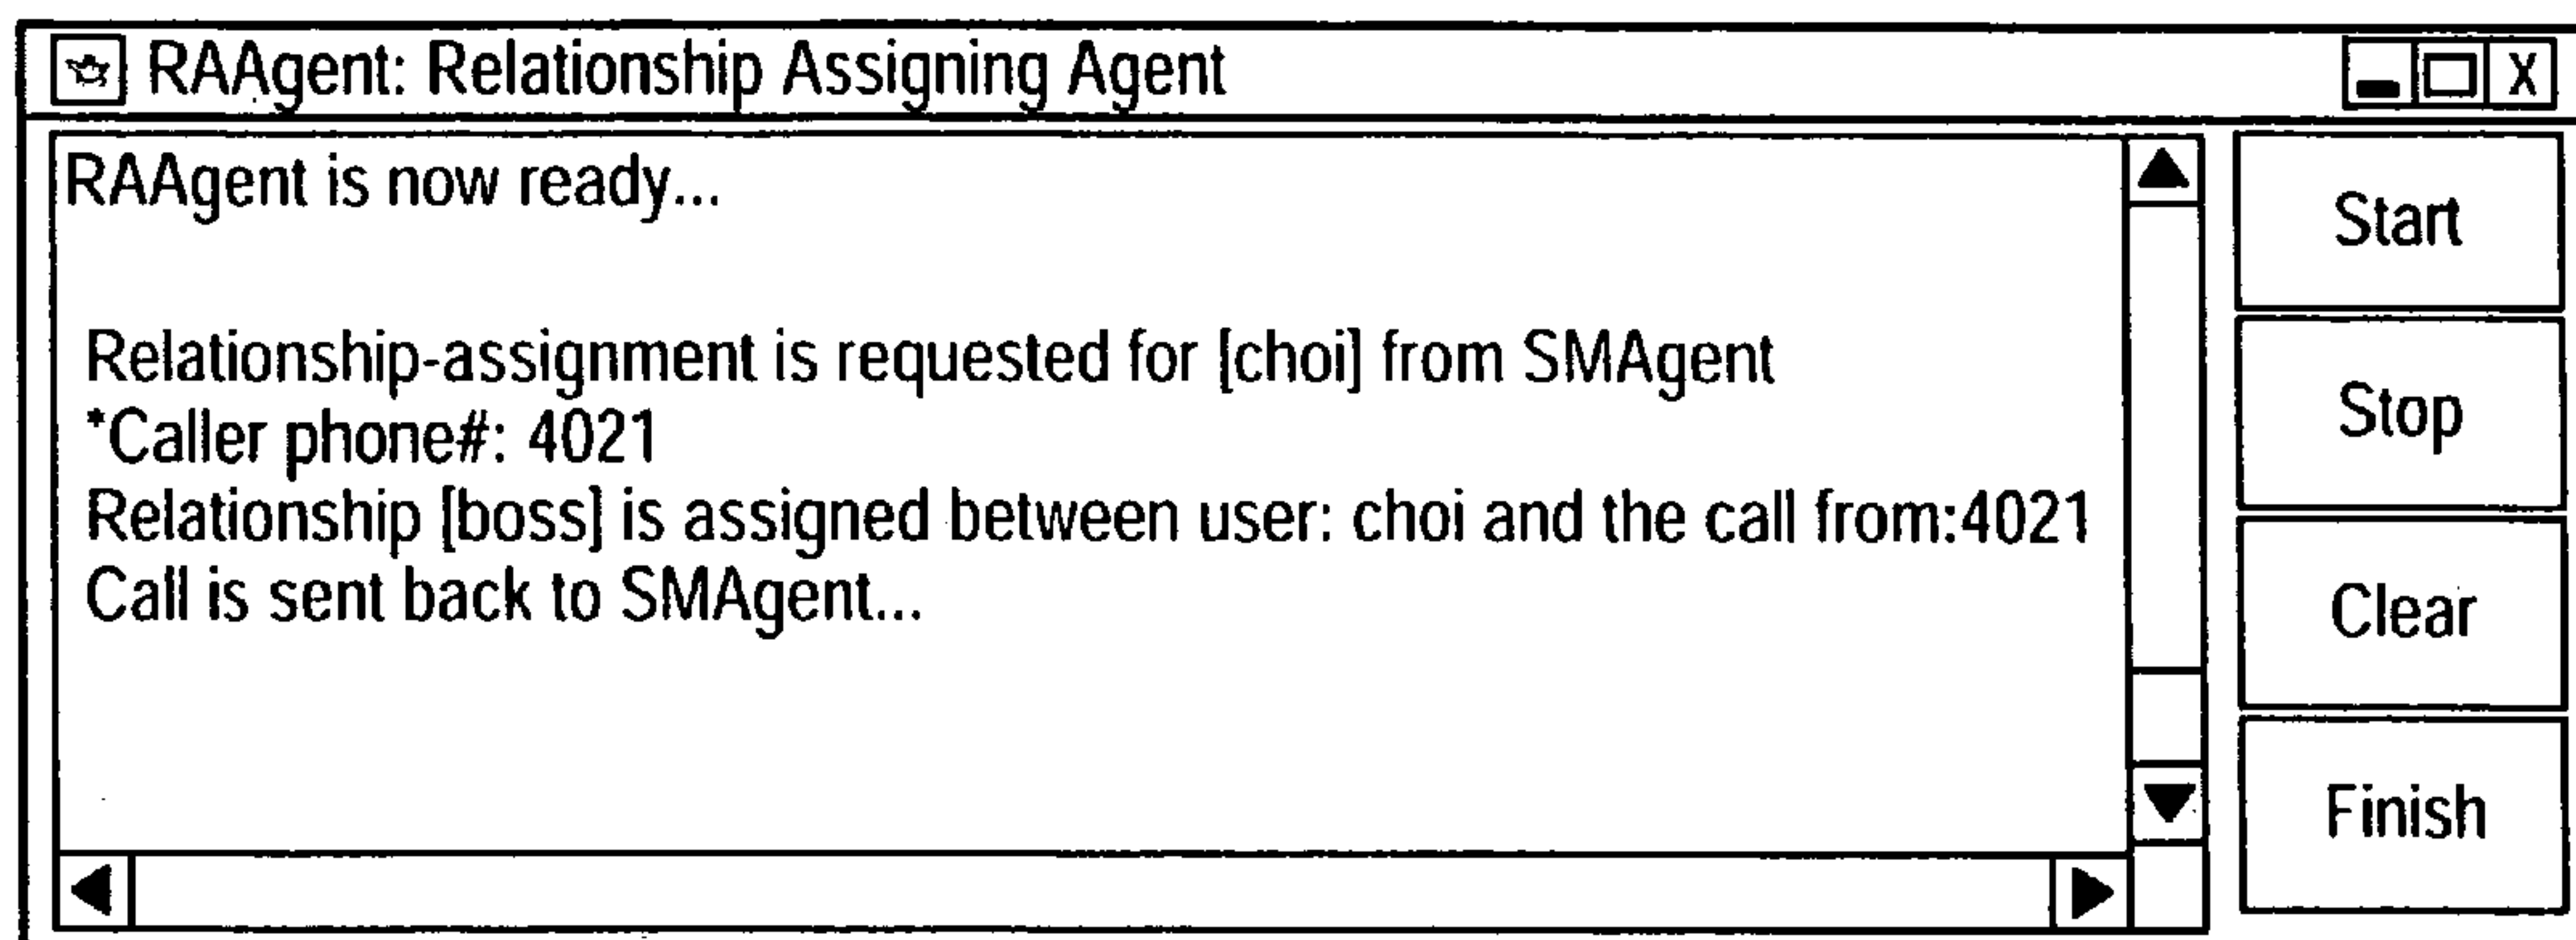 RAAgent: Relationship Assigning Agent
X
RAAgent is now ready...
Relationship-assignment is requested for [choi] from SMAgent
*Caller phone#: 4021
Relationship [boss] is assigned between user: choi and the call from:4021
Call is sent back to SMAgent...
Start
Stop
Clear
Finish